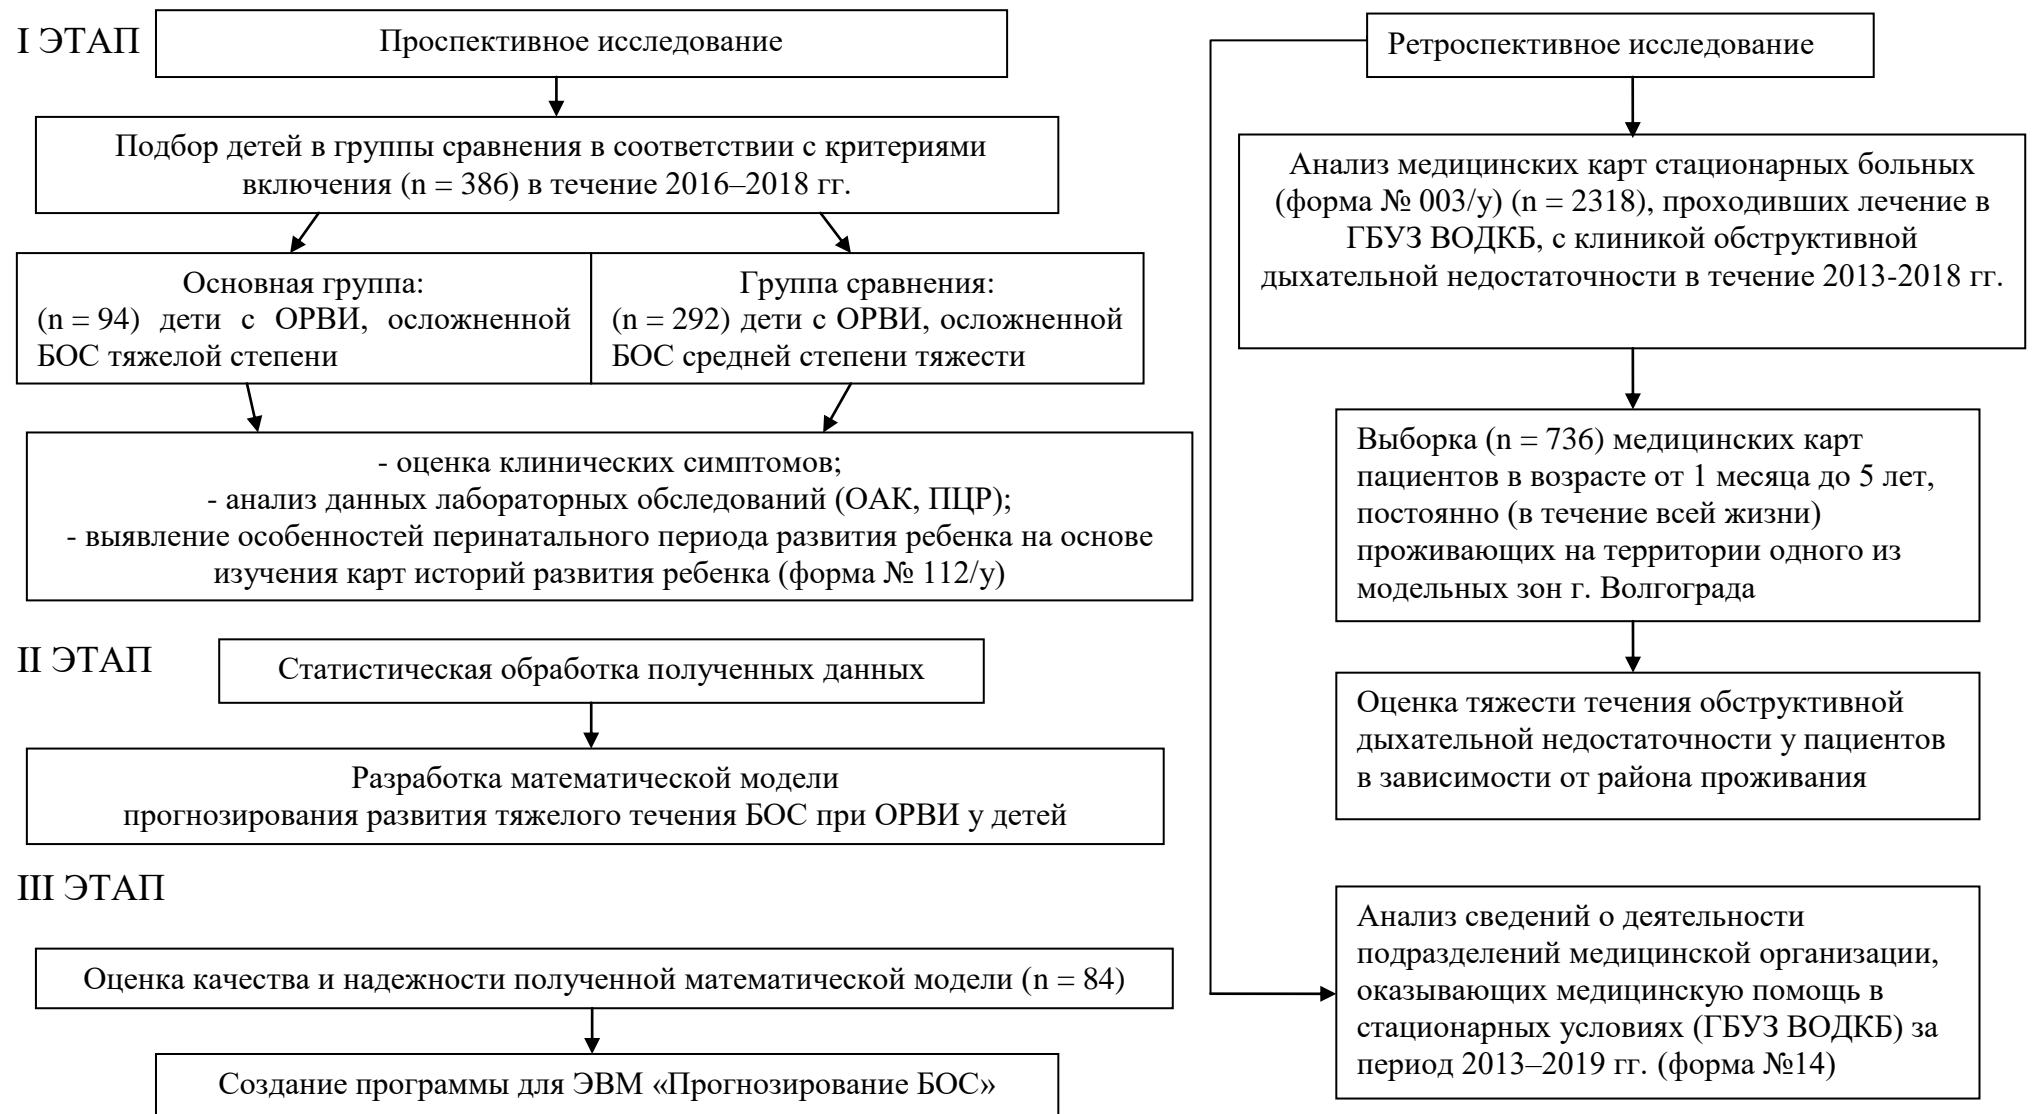 I ЭТАП
Проспективное исследование
Подбор детей в группы сравнения в соответствии с критериями
включения (n = 386) в течение 2016–2018 гг.
Основная группа:
(n = 94) дети с ОРВИ, осложненной
БОС тяжелой степени
Группа сравнения:
(n = 292) дети с ОРВИ, осложненной
БОС средней степени тяжести
- оценка клинических симптомов;
- анализ данных лабораторных обследований (ОАК, ПЦР);
- выявление особенностей перинатального периода развития ребенка на основе
изучения карт историй развития ребенка (форма № 112/у)
II ЭТАП
Статистическая обработка полученных данных
Разработка математической модели
прогнозирования развития тяжелого течения БОС при ОРВИ у детей
III ЭТАП
Оценка качества и надежности полученной математической модели (n = 84)
Создание программы для ЭВМ «Прогнозирование БОС»
Ретроспективное исследование
Анализ медицинских карт стационарных больных
(форма № 003/у) (n = 2318), проходивших лечение в
ГБУЗ ВОДКБ, с клиникой обструктивной
дыхательной недостаточности в течение 2013-2018 гг.
Выборка (n = 736) медицинских карт
пациентов в возрасте от 1 месяца до 5 лет,
постоянно (в течение всей жизни)
проживающих на территории одного из
модельных зон г. Волгограда
Оценка тяжести течения обструктивной
дыхательной недостаточности у пациентов
в зависимости от района проживания
Анализ сведений о деятельности
подразделений медицинской организации,
оказывающих медицинскую помощь в
стационарных условиях (ГБУЗ ВОДКБ) за
период 2013–2019 гг. (форма №14)